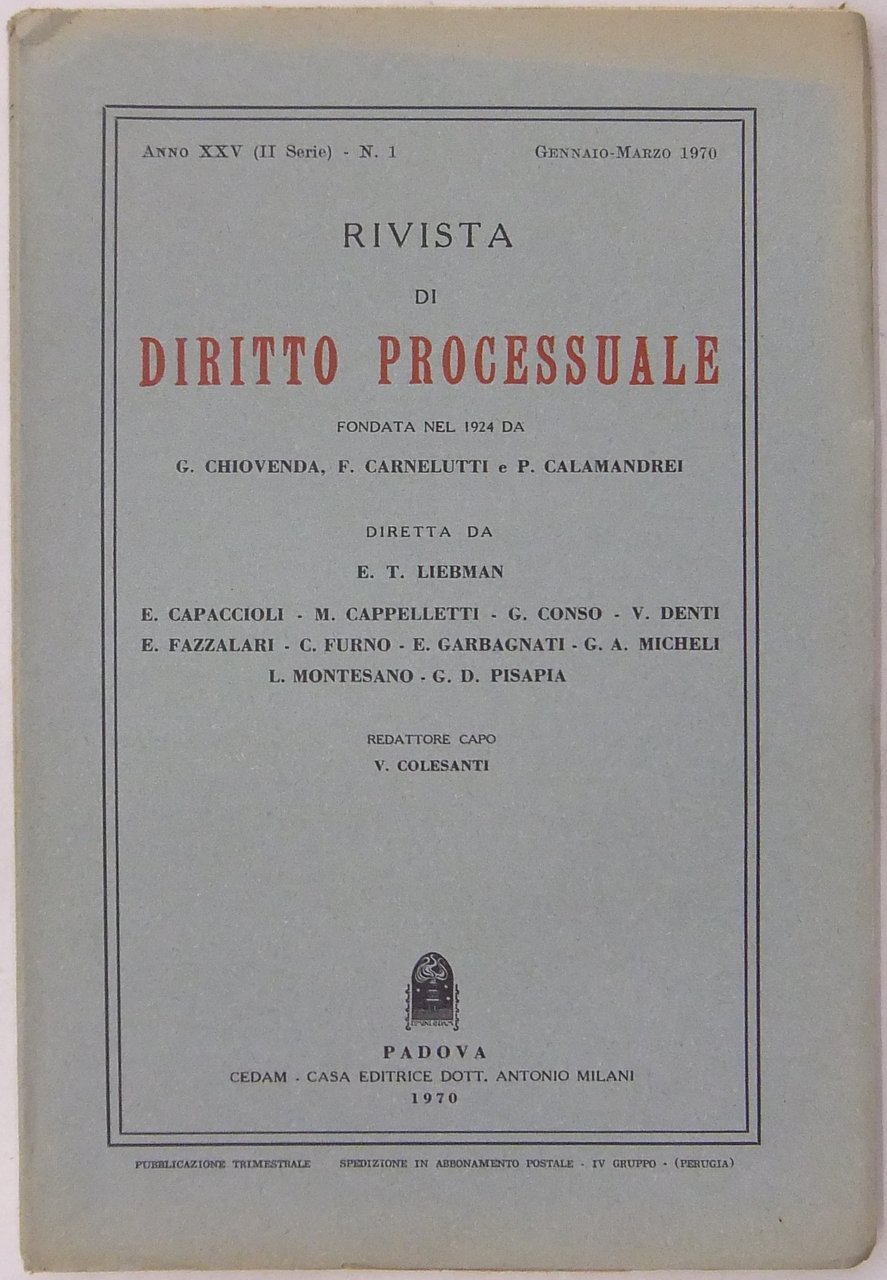 ANNO XXV (II Serie) - N. 1 GENNAIO-MARZO 1970
RIVISTA
DI
DIRITTO PROCESSUALE
FONDATA NEL 1924 DA
G. CHIOVENDA, F. CARNELUTTI e P. CALAMANDREI
DIRETTA DA
E. T. LIEBMAN
E. CAPACCIOLI - M. CAPPELLETTI - G. CONSO - V. DENTI
E. FAZZALARI - C. FURNO - E. GARBAGNATI - G. A. MICHELI
L. MONTESANO - G. D. PISAPIA
REDATTORE CAPO
V. COLESANTI
PADOVA
CEDAM - CASA EDITRICE DOTT. ANTONIO MILANI
1970
PUBBLICAZIONE TRIMESTRALE SPEDIZIONE IN ABBONAMENTO POSTALE - IV GRUPPO - (PERUGIA)